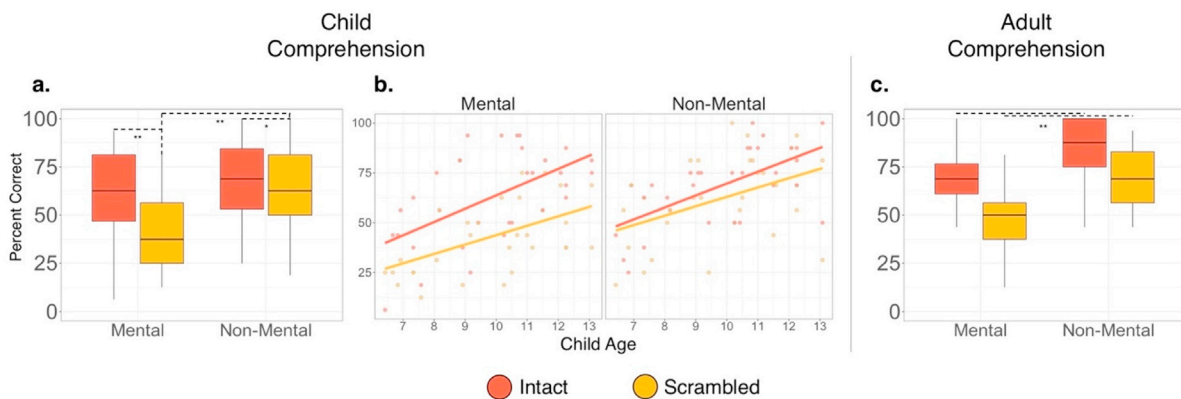 Child
Comprehension
Adult
Comprehension
a.
b.
c.
Mental
Non-Mental
Percent Correct
100
75
50
25
0
**
**
*
Mental
Non-Mental
100
75
50
25
7
8
9
10
11
12
13
7
8
9
10
11
12
13
Child Age
100
75
50
25
0
**
Mental
Non-Mental
Intact
Scrambled